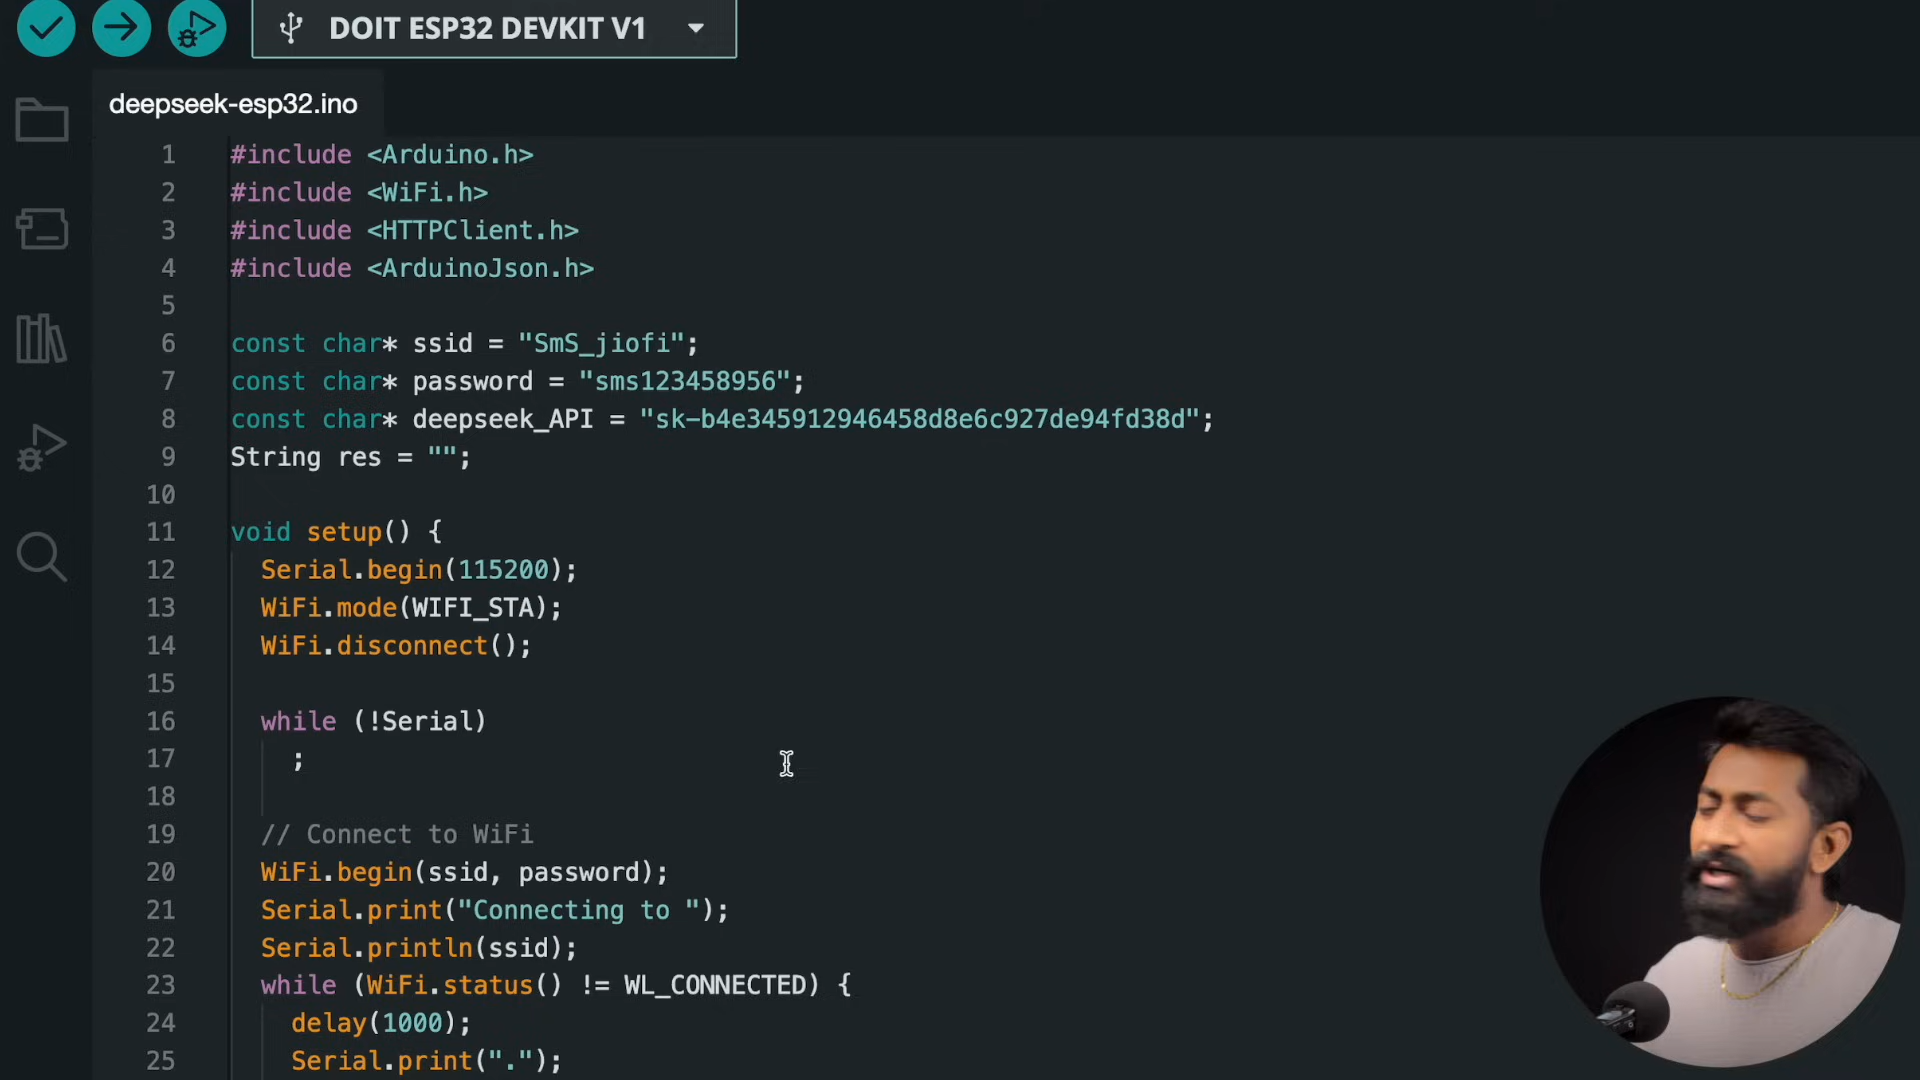 DOIT ESP32 DEVKIT V1
deepseek-esp32.ino
1 #include <Arduino.h>
2 #include <WiFi.h>
3 #include <HTTPClient.h>
4 #include <ArduinoJson.h>
5
6 const char* ssid = "SmS_jiofi";
7 const char* password = "sms123458956";
8 const char* deepseek_API = "sk-b4e345912946458d8e6c927de94fd38d";
9 String res = "";
10
11 void setup() {
12 Serial.begin(115200);
13 WiFi.mode(WIFI_STA);
14 WiFi.disconnect();
15
16 while (!Serial)
17 ;
18
19 // Connect to WiFi
20 WiFi.begin(ssid, password);
21 Serial.print("Connecting to ");
22 Serial.println(ssid);
23 while (WiFi.status() != WL_CONNECTED) {
24 delay(1000);
25 Serial.print(".");